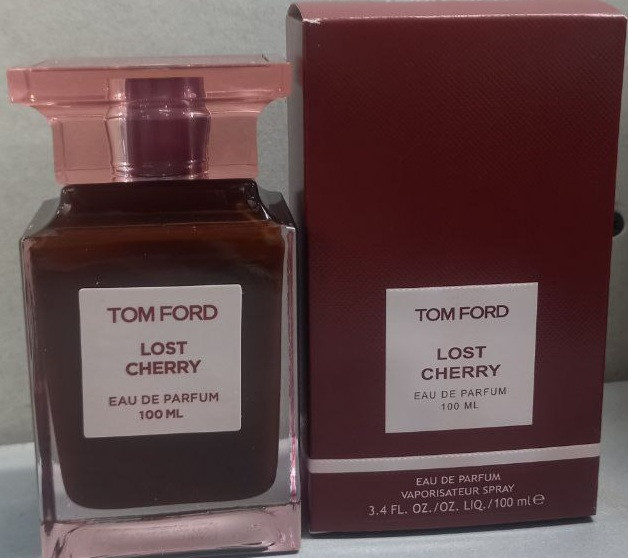 TOM FORD
LOST
CHERRY
EAU DE PARFUM
100 ML
TOM FORD
LOST
CHERRY
EAU DE PARFUM
100 ML
EAU DE PARFUM
VAPORISATEUR SPRAY
3.4 FL. OZ./OZ. LIQ./100 ml ℮